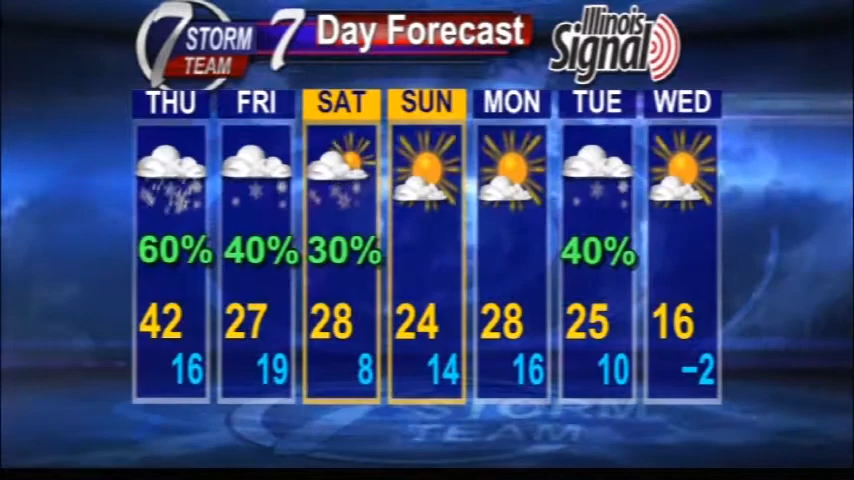 7 STORM TEAM
7 Day Forecast
Illinois Signal
THU FRI SAT SUN MON TUE WED
60% 40% 30% 40%
42 27 28 24 28 25 16
16 19 8 14 16 10 -2
7 STORM
TEAM